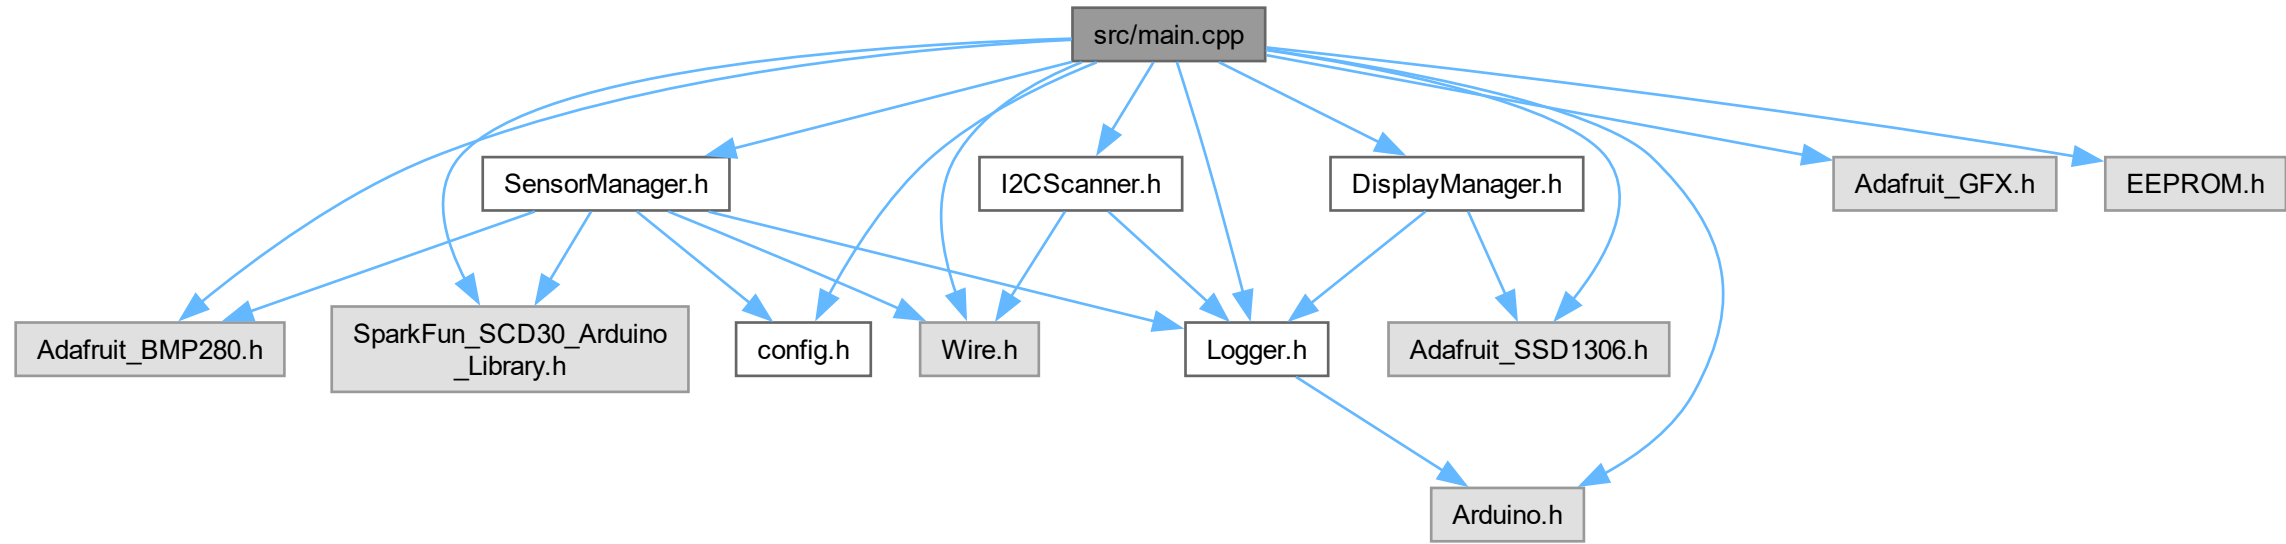 src/main.cpp
SensorManager.h
I2CScanner.h
DisplayManager.h
Adafruit_GFX.h
EEPROM.h
Adafruit_BMP280.h
SparkFun_SCD30_Arduino
_Library.h
config.h
Wire.h
Logger.h
Adafruit_SSD1306.h
Arduino.h